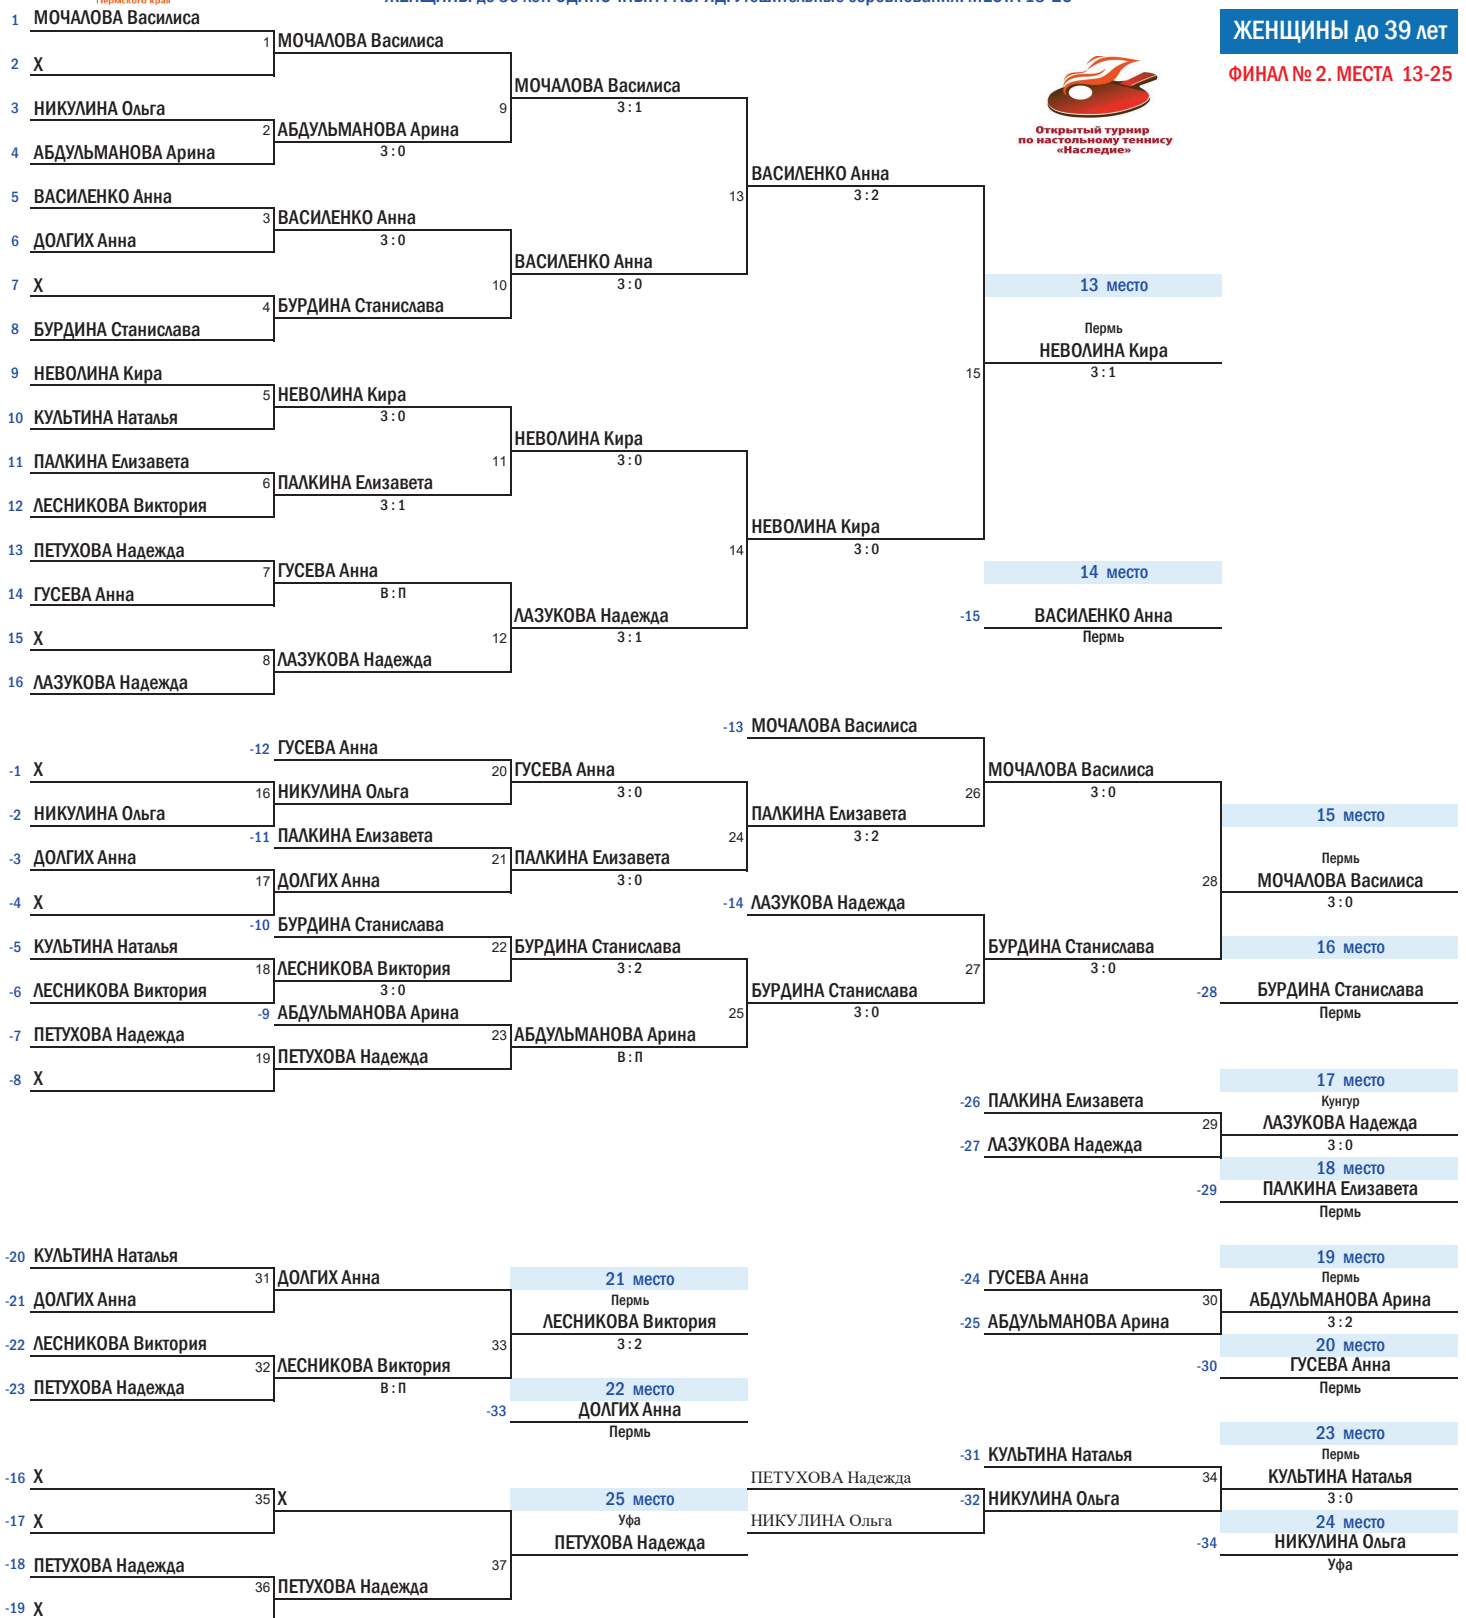 Пермского края
1 МОЧАЛОВА Василиса
1 МОЧАЛОВА Василиса
2 X
ЖЕНЩИНЫ до 39 лет
ФИНАЛ № 2. МЕСТА 13-25
МОЧАЛОВА Василиса
9 3 : 1
3 НИКУЛИНА Ольга
2 АБДУЛЬМАНОВА Арина
3 : 0
4 АБДУЛЬМАНОВА Арина
Открытый турнир
по настольному теннису
«Наследие»
ВАСИЛЕНКО Анна
13 3 : 2
5 ВАСИЛЕНКО Анна
3 ВАСИЛЕНКО Анна
3 : 0
6 ДОЛГИХ Анна
ВАСИЛЕНКО Анна
10 3 : 0
7 X
4 БУРДИНА Станислава
8 БУРДИНА Станислава
13 место
Пермь
НЕВОЛИНА Кира
15 3 : 1
9 НЕВОЛИНА Кира
5 НЕВОЛИНА Кира
3 : 0
10 КУЛЬТИНА Наталья
НЕВОЛИНА Кира
11 3 : 0
11 ПАЛКИНА Елизавета
6 ПАЛКИНА Елизавета
3 : 1
12 ЛЕСНИКОВА Виктория
НЕВОЛИНА Кира
14 3 : 0
13 ПЕТУХОВА Надежда
7 ГУСЕВА Анна
В : П
14 ГУСЕВА Анна
14 место
-15 ВАСИЛЕНКО Анна
Пермь
ЛАЗУКОВА Надежда
12 3 : 1
15 X
8 ЛАЗУКОВА Надежда
16 ЛАЗУКОВА Надежда
-13 МОЧАЛОВА Василиса
-12 ГУСЕВА Анна
-1 X
20 ГУСЕВА Анна
3 : 0
МОЧАЛОВА Василиса
26 3 : 0
16 НИКУЛИНА Ольга
-2 НИКУЛИНА Ольга
ПАЛКИНА Елизавета
24 3 : 2
15 место
-11 ПАЛКИНА Елизавета
-3 ДОЛГИХ Анна
21 ПАЛКИНА Елизавета
3 : 0
Пермь
28 МОЧАЛОВА Василиса
3 : 0
17 ДОЛГИХ Анна
-4 X
-14 ЛАЗУКОВА Надежда
-10 БУРДИНА Станислава
-5 КУЛЬТИНА Наталья
22 БУРДИНА Станислава
3 : 2
БУРДИНА Станислава
27 3 : 0
16 место
18 ЛЕСНИКОВА Виктория
3 : 0
-6 ЛЕСНИКОВА Виктория
БУРДИНА Станислава
25 3 : 0
-28 БУРДИНА Станислава
Пермь
-9 АБДУЛЬМАНОВА Арина
-7 ПЕТУХОВА Надежда
23 АБДУЛЬМАНОВА Арина
В : П
19 ПЕТУХОВА Надежда
-8 X
17 место
Кунгур
-26 ПАЛКИНА Елизавета
29 ЛАЗУКОВА Надежда
3 : 0
-27 ЛАЗУКОВА Надежда
18 место
-29 ПАЛКИНА Елизавета
Пермь
-20 КУЛЬТИНА Наталья
31 ДОЛГИХ Анна
-21 ДОЛГИХ Анна
21 место
Пермь
ЛЕСНИКОВА Виктория
33 3 : 2
-22 ЛЕСНИКОВА Виктория
32 ЛЕСНИКОВА Виктория
В : П
-23 ПЕТУХОВА Надежда
22 место
-33 ДОЛГИХ Анна
Пермь
19 место
Пермь
-24 ГУСЕВА Анна
30 АБДУЛЬМАНОВА Арина
3 : 2
-25 АБДУЛЬМАНОВА Арина
20 место
-30 ГУСЕВА Анна
Пермь
23 место
Пермь
-31 КУЛЬТИНА Наталья
34 КУЛЬТИНА Наталья
3 : 0
ПЕТУХОВА Надежда
-32 НИКУЛИНА Ольга
НИКУЛИНА Ольга
24 место
-34 НИКУЛИНА Ольга
Уфа
-16 X
35 X
-17 X
25 место
Уфа
ПЕТУХОВА Надежда
37
-18 ПЕТУХОВА Надежда
36 ПЕТУХОВА Надежда
-19 X